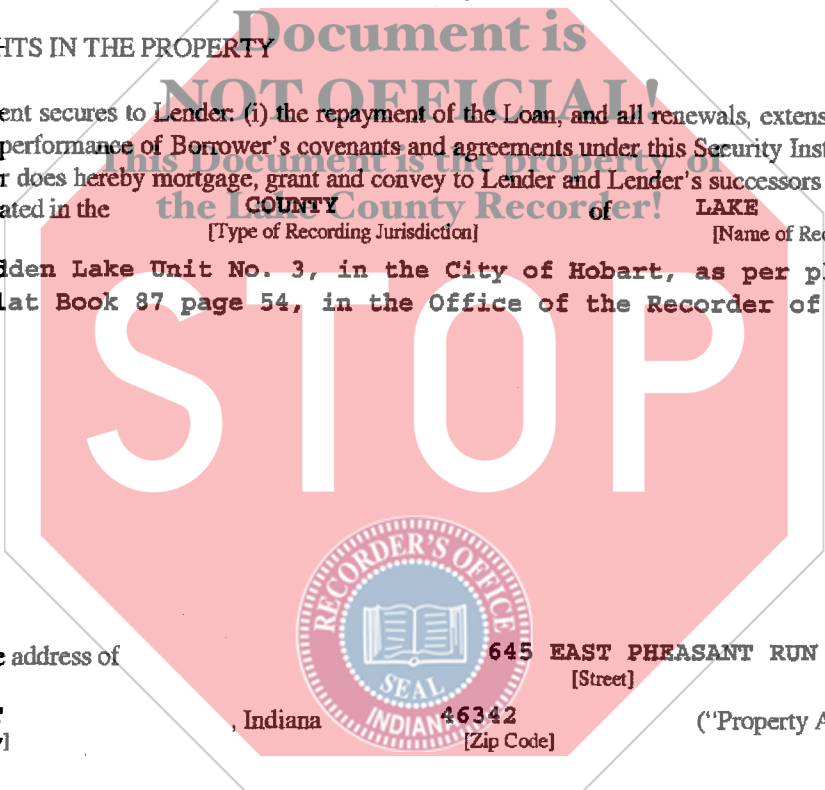 Document is
HTS IN THE PROPERTY
NOT OFFICIAL!
ent secures to Lender: (i) the repayment of the Loan, and all renewals, extens
performance of Borrower's covenants and agreements under this Security Inst
This Document is the property of
r does hereby mortgage, grant and convey to Lender and Lender's successors
the Lake County Recorder!
ated in the COUNTY of LAKE
[Type of Recording Jurisdiction] [Name of Rec
dden Lake Unit No. 3, in the City of Hobart, as per pl
lat Book 87 page 54, in the Office of the Recorder of
STOP
RECORDER'S OFFICE
SEAL
INDIANA
e address of 645 EAST PHEASANT RUN
[Street]
, Indiana 46342 ("Property A
[Zip Code]